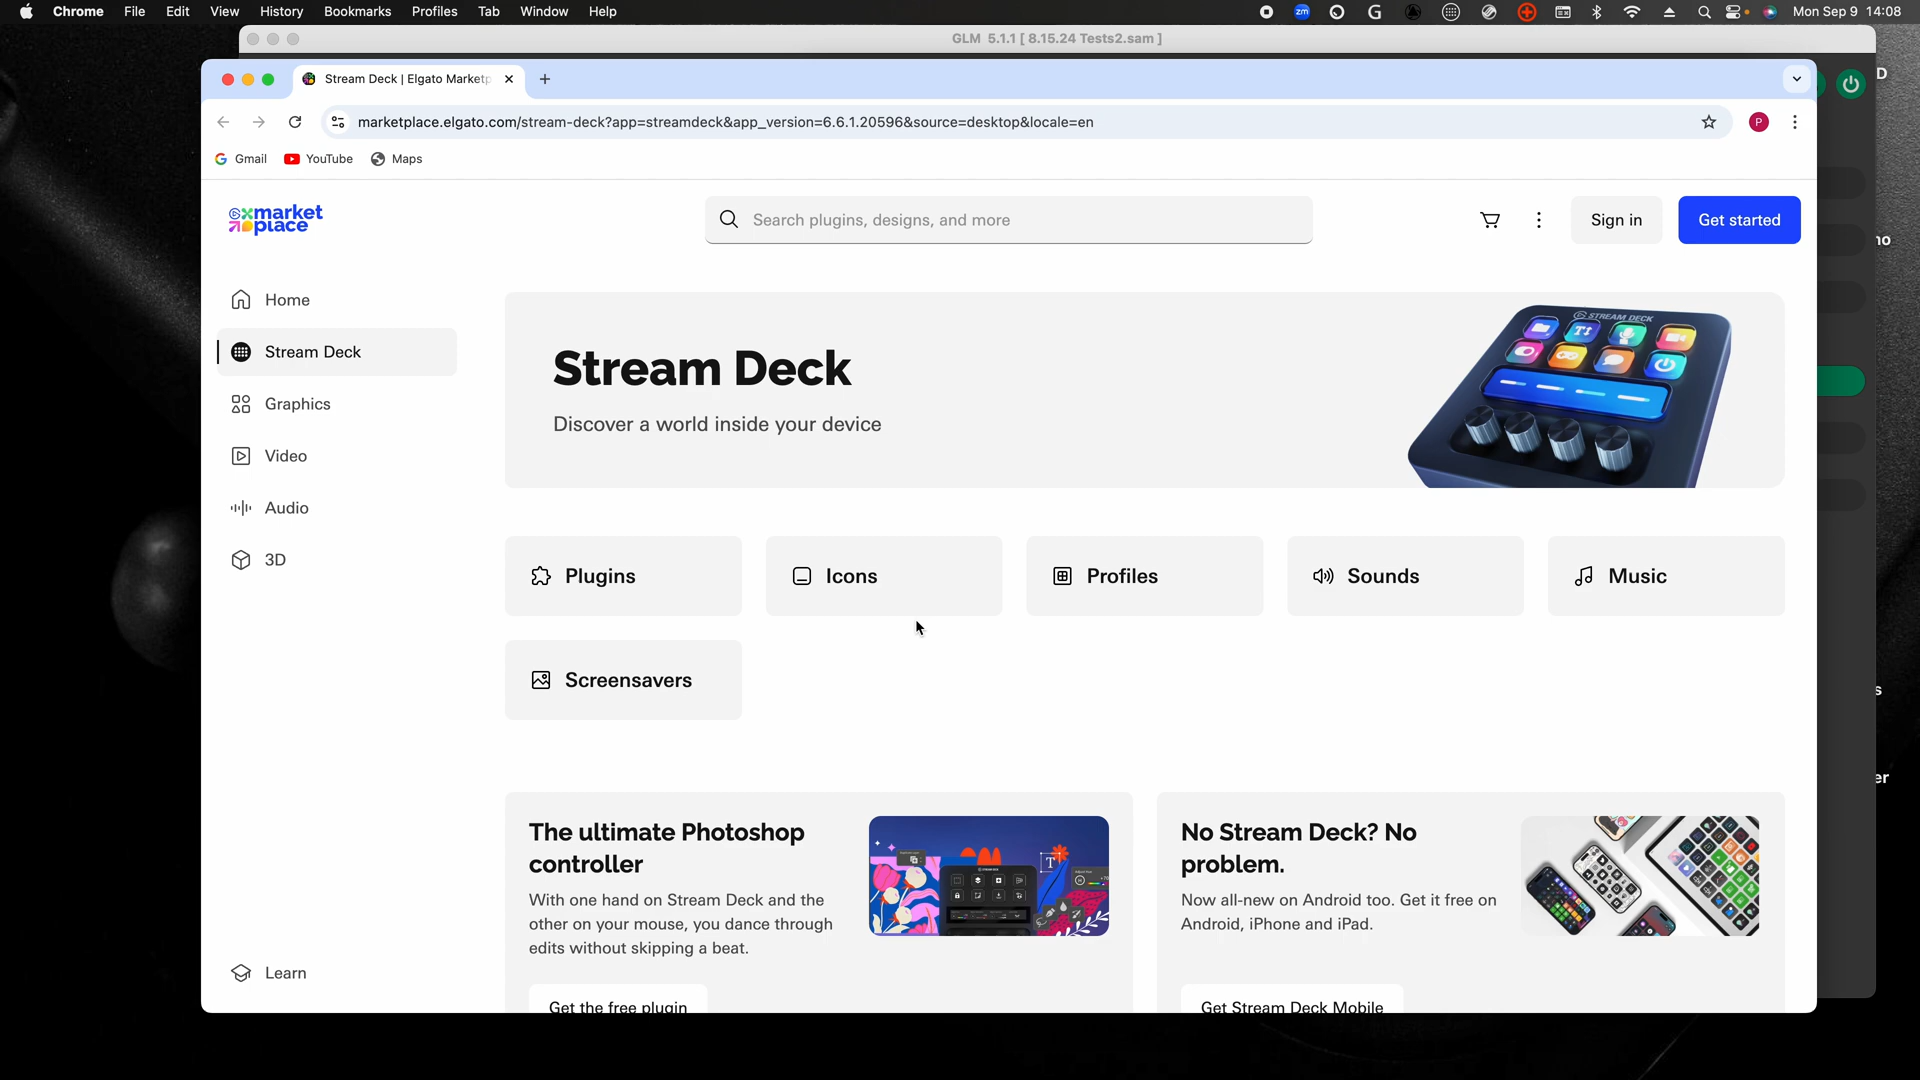 Chrome File Edit View History Bookmarks Profiles Tab Window Help
zm G Mon Sep 9 14:08
GLM 5.1.1 [ 8.15.24 Tests2.sam ]
Stream Deck | Elgato Marketp
marketplace.elgato.com/stream-deck?app=streamdeck&app_version=6.6.1.20596&source=desktop&locale=en
P
Gmail YouTube Maps
market
place
Search plugins, designs, and more
Sign in
Get started
Home
Stream Deck
Graphics
Video
Audio
3D
Learn
Stream Deck
Discover a world inside your device
STREAM DECK
Plugins
Icons
Profiles
Sounds
Music
Screensavers
The ultimate Photoshop
controller
With one hand on Stream Deck and the
other on your mouse, you dance through
edits without skipping a beat.
Get the free plugin
No Stream Deck? No
problem.
Now all-new on Android too. Get it free on
Android, iPhone and iPad.
Get Stream Deck Mobile
D
no
s
er